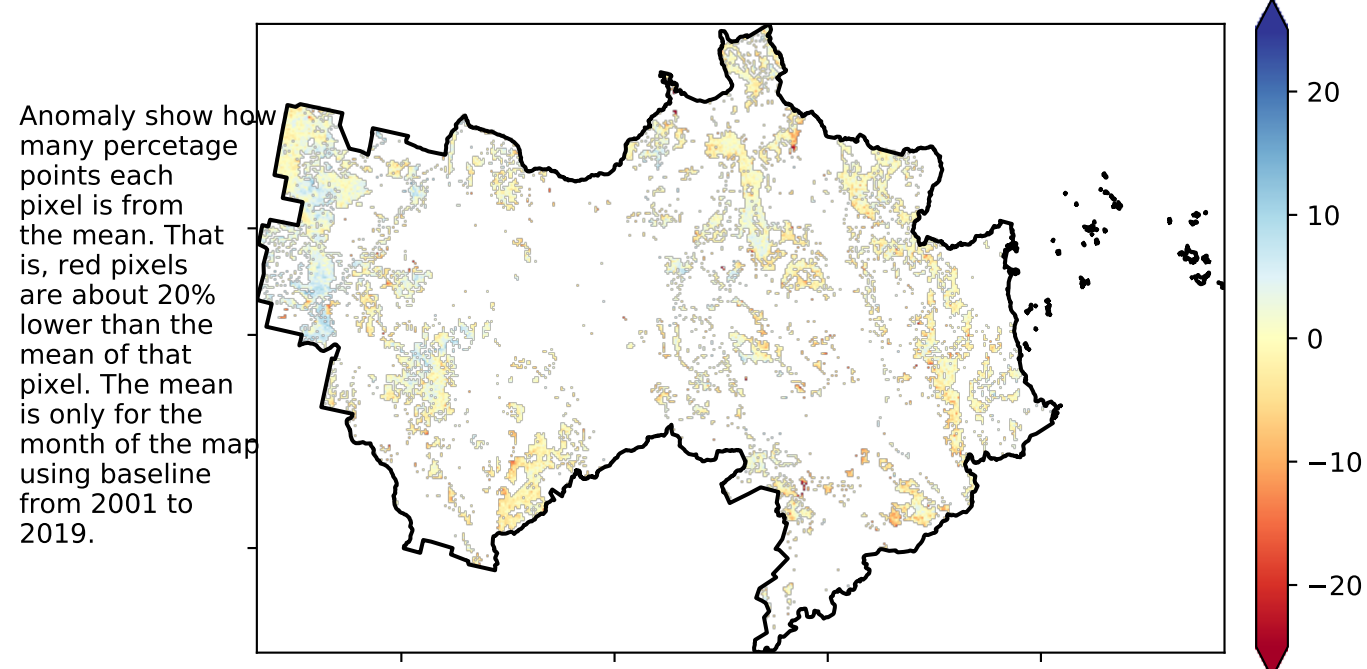 Anomaly show how
many percetage
points each
pixel is from
the mean. That
is, red pixels
are about 20%
lower than the
mean of that
pixel. The mean
is only for the
month of the map
using baseline
from 2001 to
2019.
20
10
0
−10
−20